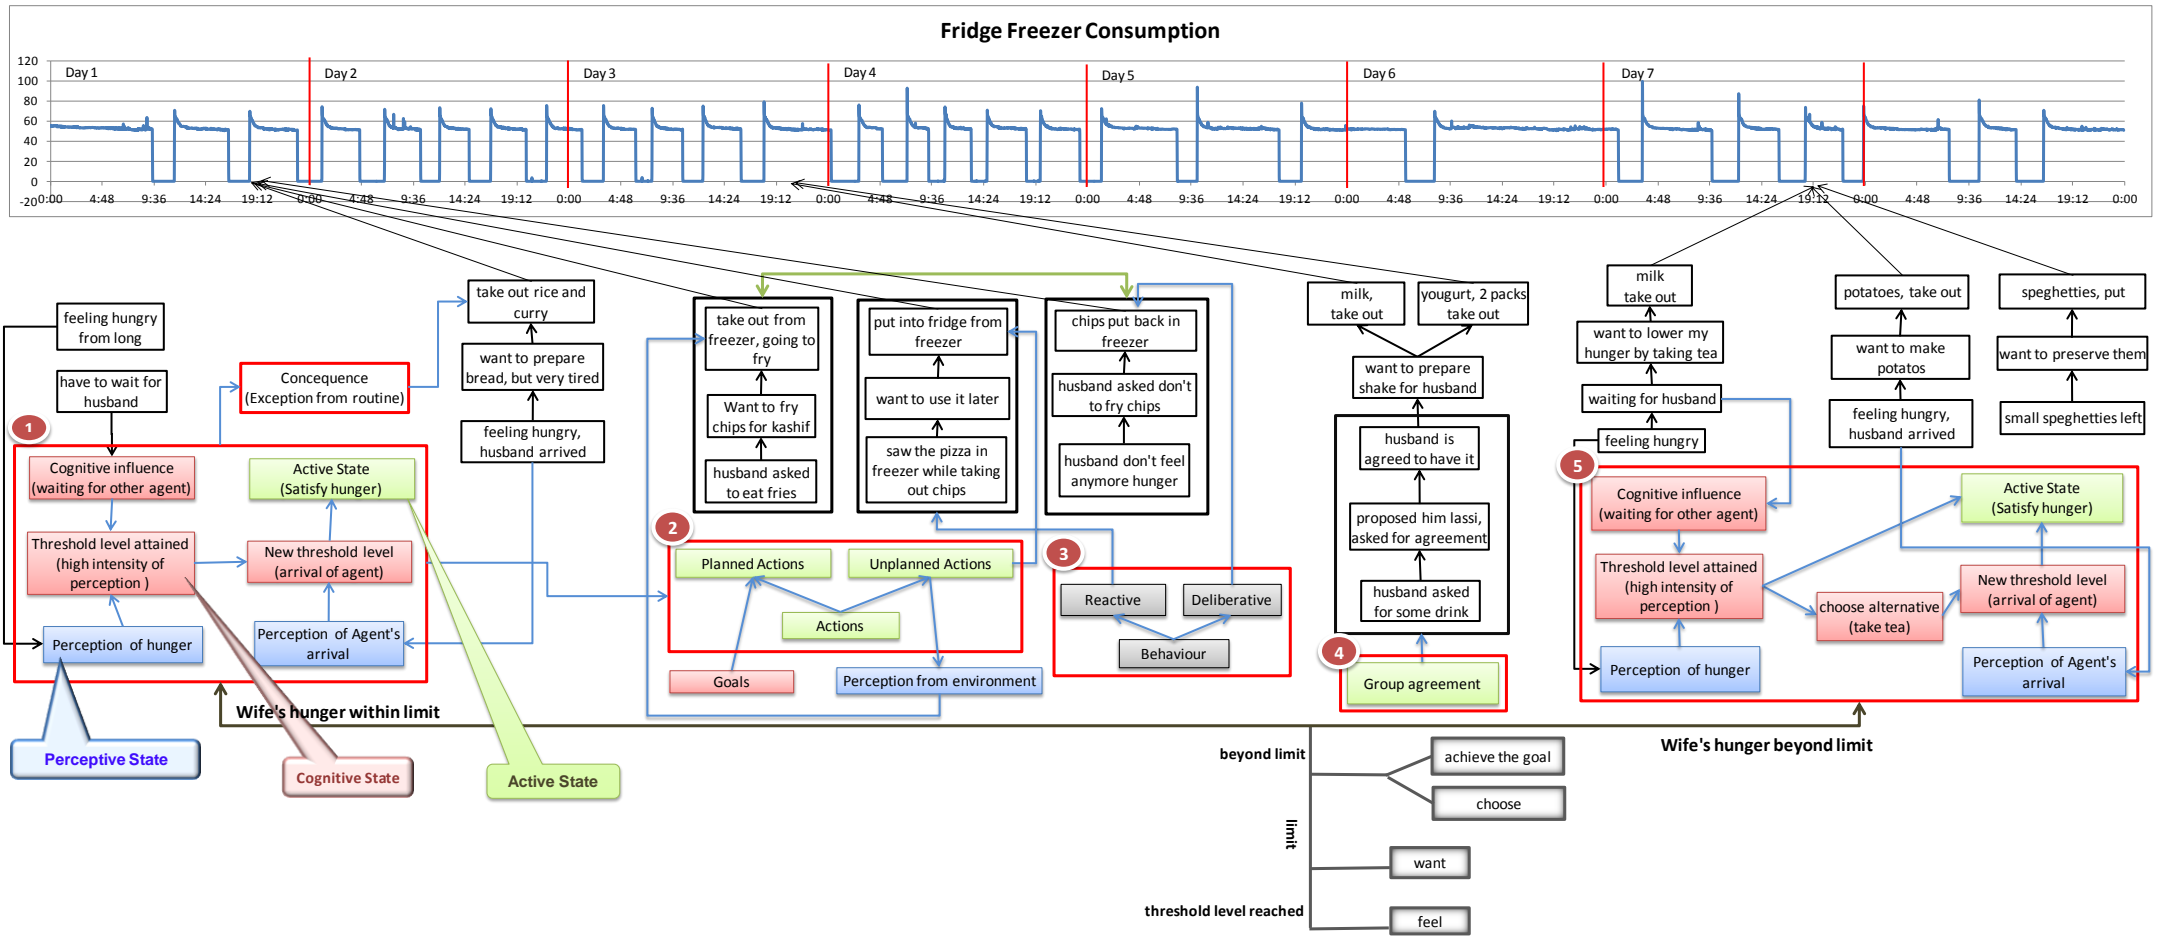 Fridge Freezer Consumption
120
100
80
60
40
20
0
-20
Day 1
Day 2
Day 3
Day 4
Day 5
Day 6
Day 7
0:00 4:48 9:36 14:24 19:12 0:00 4:48 9:36 14:24 19:12 0:00 4:48 9:36 14:24 19:12 0:00 4:48 9:36 14:24 19:12 0:00 4:48 9:36 14:24 19:12 0:00 4:48 9:36 14:24 19:12 0:00 4:48 9:36 14:24 19:12 0:00 4:48 9:36 14:24 19:12 0:00
feeling hungry
from long
have to wait for
husband
Concequence
(Exception from routine)
take out rice and
curry
want to prepare
bread, but very tired
feeling hungry,
husband arrived
1
Cognitive influence
(waiting for other agent)
Active State
(Satisfy hunger)
Threshold level attained
(high intensity of
perception )
New threshold level
(arrival of agent)
Perception of hunger
Perception of Agent's
arrival
Wife's hunger within limit
Perceptive State
Cognitive State
Active State
take out from
freezer, going to
fry
Want to fry
chips for kashif
husband asked
to eat fries
put into fridge from
freezer
want to use it later
saw the pizza in
freezer while taking
out chips
chips put back in
freezer
husband asked don't
to fry chips
husband don't feel
anymore hunger
2
Planned Actions
Unplanned Actions
Actions
Goals
Perception from environment
3
Reactive
Deliberative
Behaviour
milk,
take out
yougurt, 2 packs
take out
want to prepare
shake for husband
husband is
agreed to have it
proposed him lassi,
asked for agreement
husband asked
for some drink
4
Group agreement
milk
take out
want to lower my
hunger by taking tea
waiting for husband
feeling hungry
potatoes, take out
want to make
potatos
feeling hungry,
husband arrived
speghetties, put
want to preserve them
small speghetties left
5
Cognitive influence
(waiting for other agent)
Active State
(Satisfy hunger)
Threshold level attained
(high intensity of
perception )
choose alternative
(take tea)
New threshold level
(arrival of agent)
Perception of hunger
Perception of Agent's
arrival
Wife's hunger beyond limit
beyond limit
achieve the goal
choose
limit
want
threshold level reached
feel